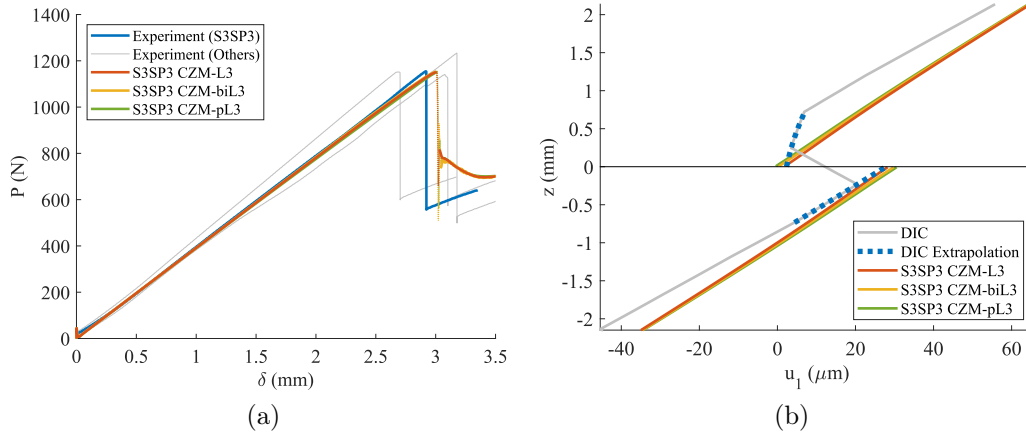 1400
1200
1000
800
600
400
200
0
P (N)
Experiment (S3SP3)
Experiment (Others)
S3SP3 CZM-L3
S3SP3 CZM-biL3
S3SP3 CZM-pL3
0 0.5 1 1.5 2 2.5 3 3.5
δ (mm)
(a)
2
1.5
1
0.5
0
-0.5
-1
-1.5
-2
z (mm)
DIC
DIC Extrapolation
S3SP3 CZM-L3
S3SP3 CZM-biL3
S3SP3 CZM-pL3
-40 -20 0 20 40 60
u₁ (μm)
(b)